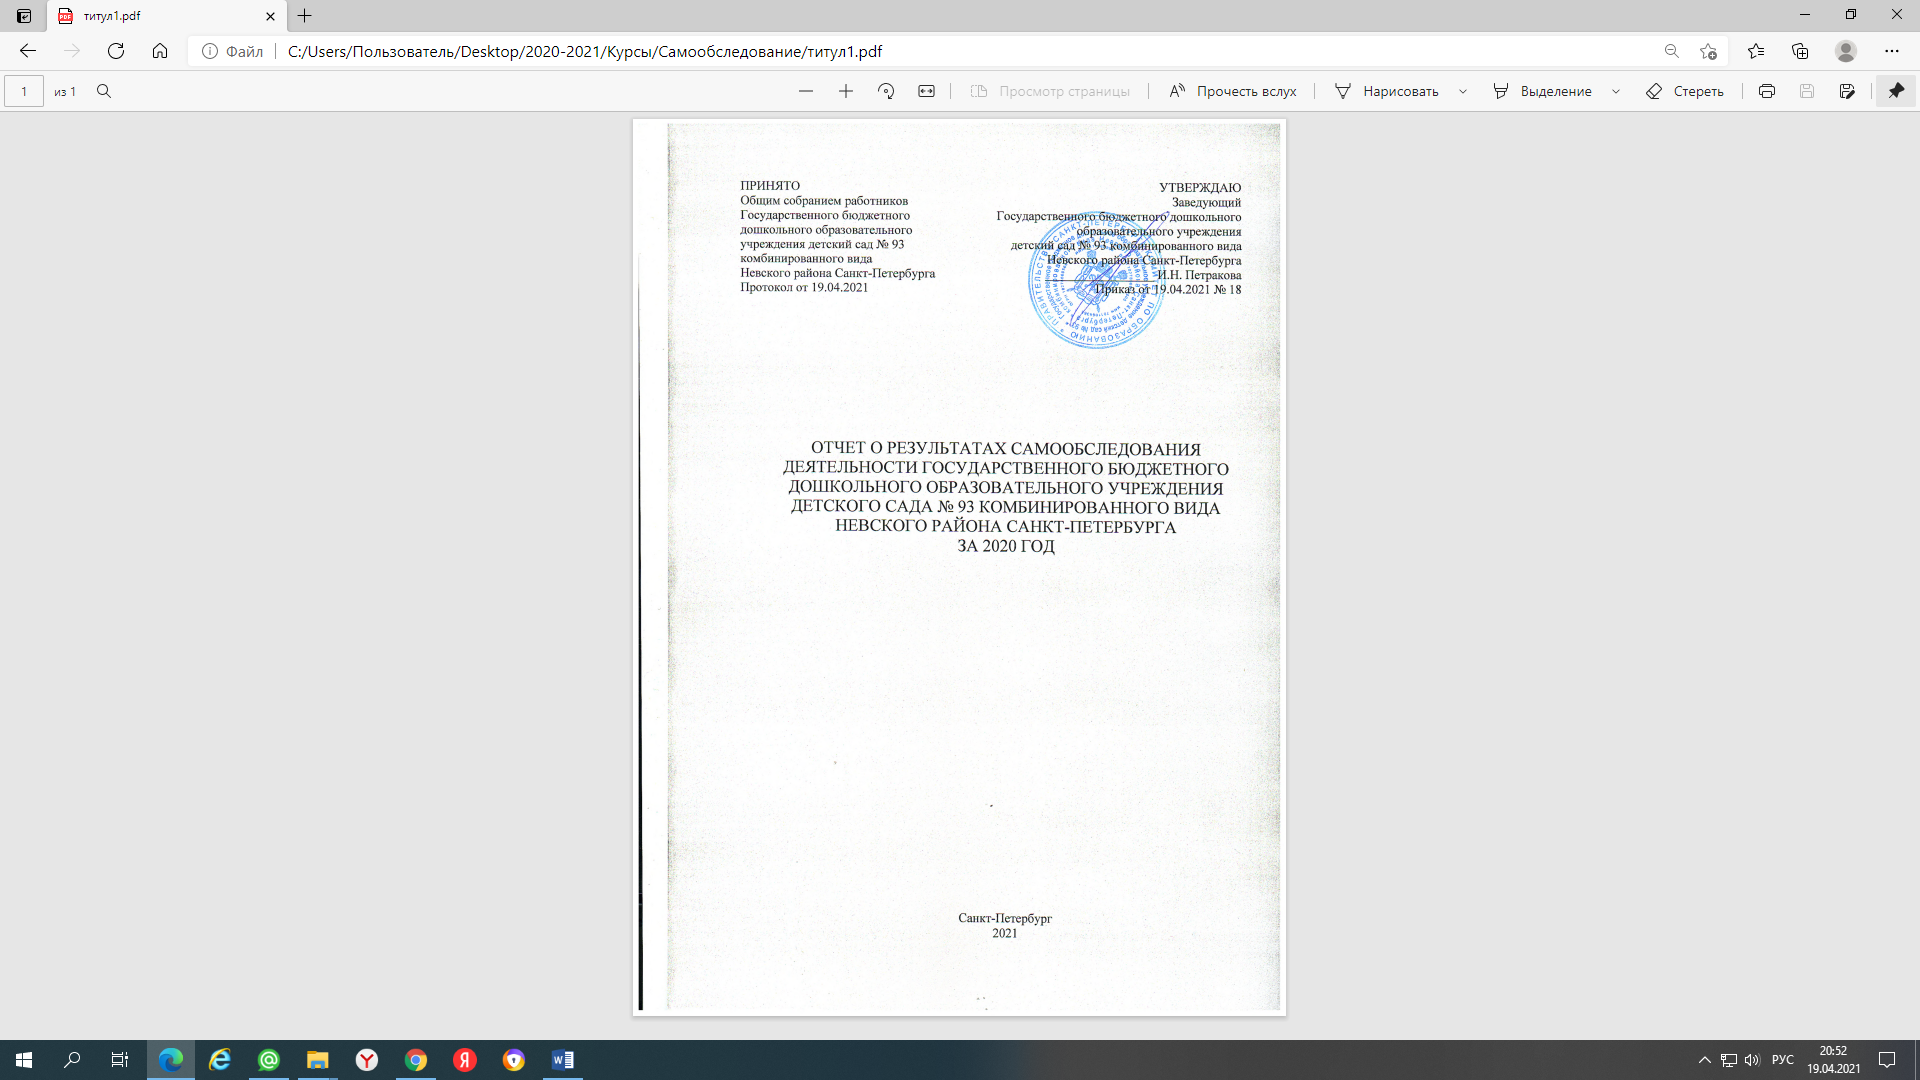 титул1.pdf
Файл
C:/Users/Пользователь/Desktop/2020-2021/Курсы/Самообследование/титул1.pdf
1 из 1
Просмотр страницы
Прочесть вслух
Нарисовать
Выделение
Стереть
ПРИНЯТО
Общим собранием работников
Государственного бюджетного
дошкольного образовательного
учреждения детский сад № 93
комбинированного вида
Невского района Санкт-Петербурга
Протокол от 19.04.2021
УТВЕРЖДАЮ
Заведующий
Государственного бюджетного дошкольного
образовательного учреждения
детский сад № 93 комбинированного вида
Невского района Санкт-Петербурга
И.Н. Петракова
Приказ от 19.04.2021 № 18
ОТЧЕТ О РЕЗУЛЬТАТАХ САМООБСЛЕДОВАНИЯ
ДЕЯТЕЛЬНОСТИ ГОСУДАРСТВЕННОГО БЮДЖЕТНОГО
ДОШКОЛЬНОГО ОБРАЗОВАТЕЛЬНОГО УЧРЕЖДЕНИЯ
ДЕТСКОГО САДА № 93 КОМБИНИРОВАННОГО ВИДА
НЕВСКОГО РАЙОНА САНКТ-ПЕТЕРБУРГА
ЗА 2020 ГОД
Санкт-Петербург
2021
РУС
20:52
19.04.2021